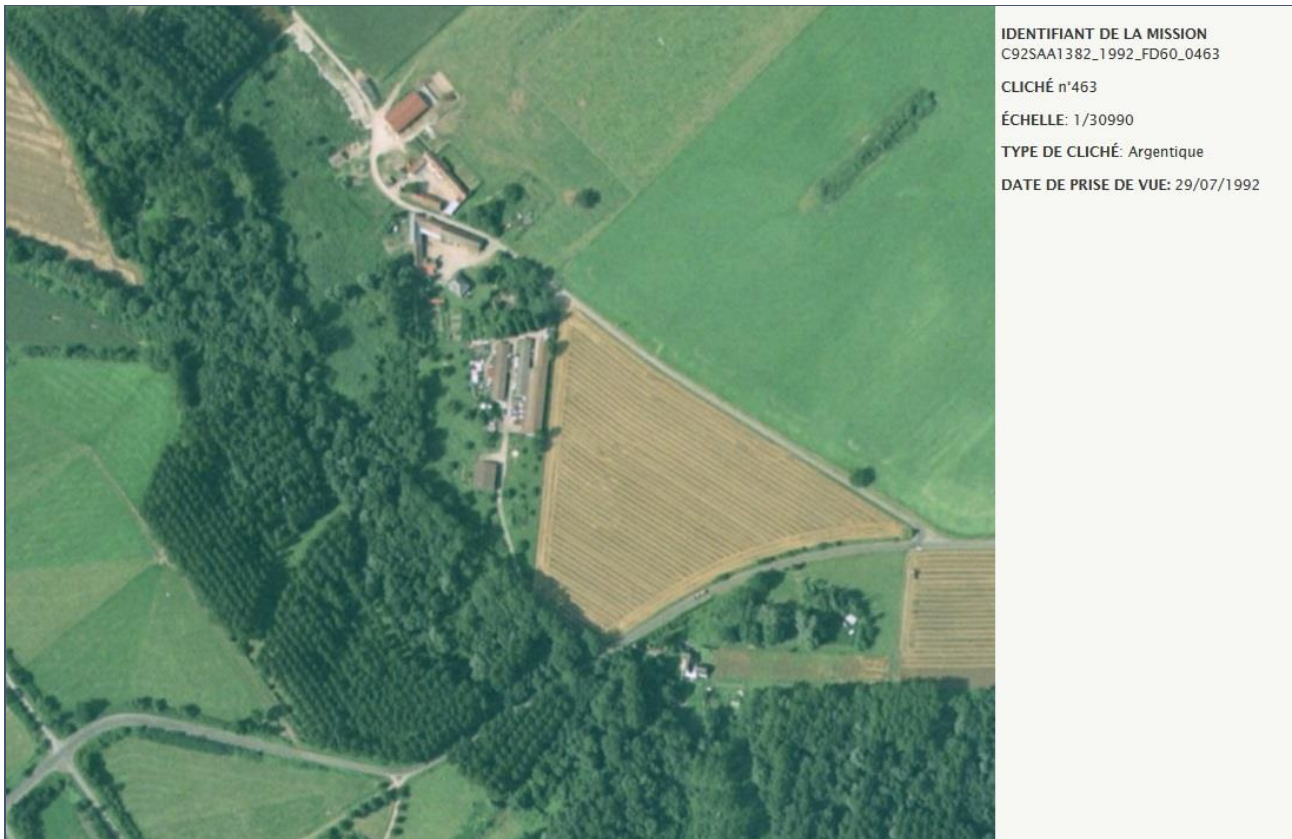 IDENTIFIANT DE LA MISSION
C92SAA1382_1992_FD60_0463
CLICHÉ n°463
ÉCHELLE: 1/30990
TYPE DE CLICHÉ: Argentique
DATE DE PRISE DE VUE: 29/07/1992